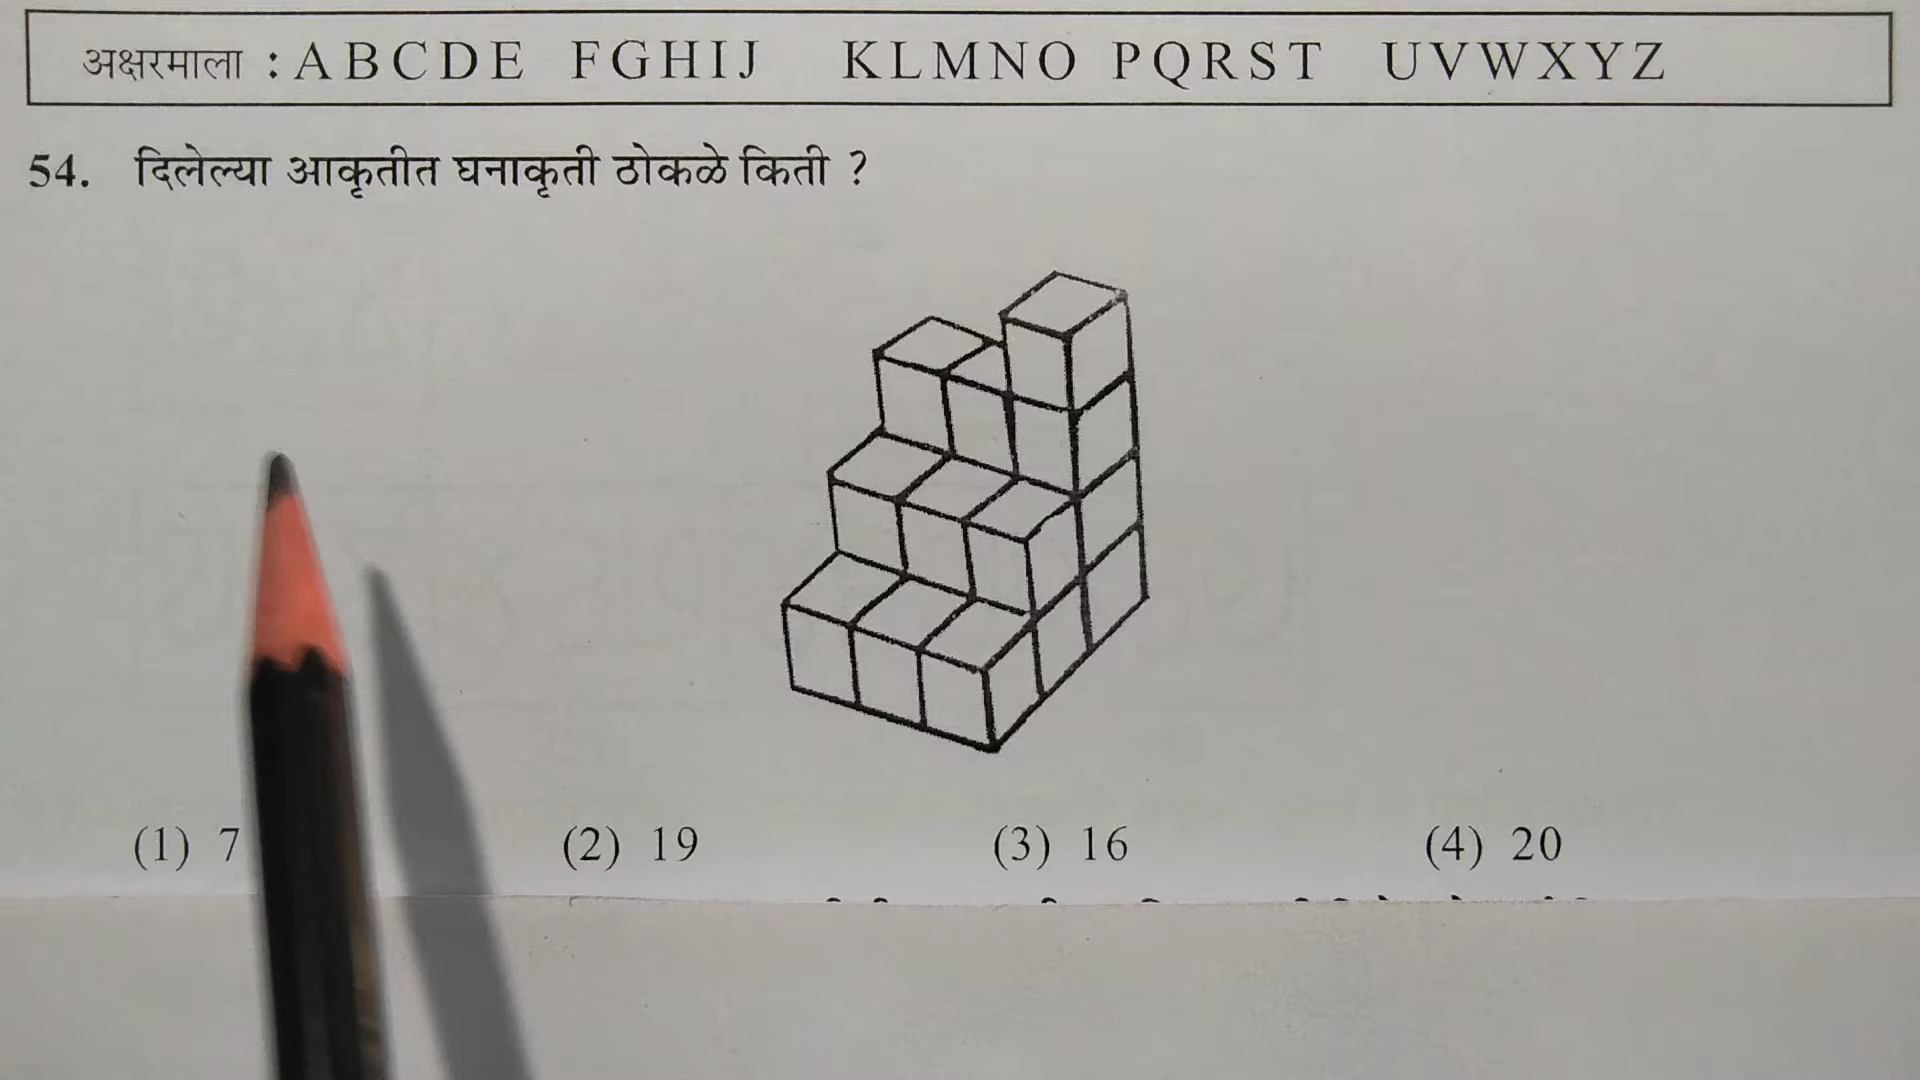 अक्षरमाला : A B C D E F G H I J K L M N O P Q R S T U V W X Y Z
54. दिलेल्या आकृतीत घनाकृती ठोकळे किती ?
(1) 7 (2) 19 (3) 16 (4) 20